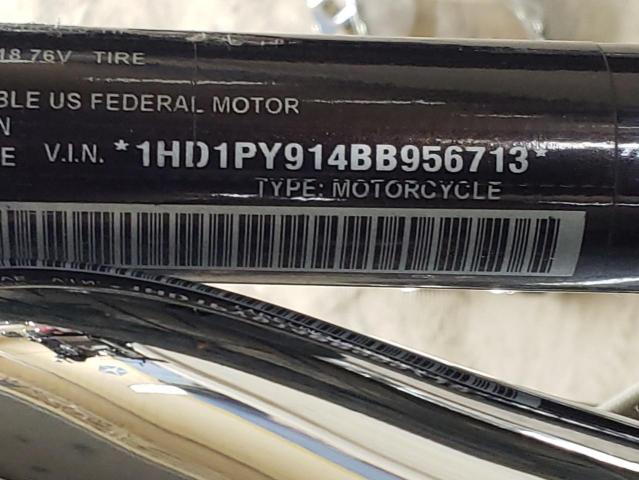 18 76V TIRE
BLE US FEDERAL MOTOR
N
E V.I.N. *1HD1PY914BB956713*
TYPE: MOTORCYCLE